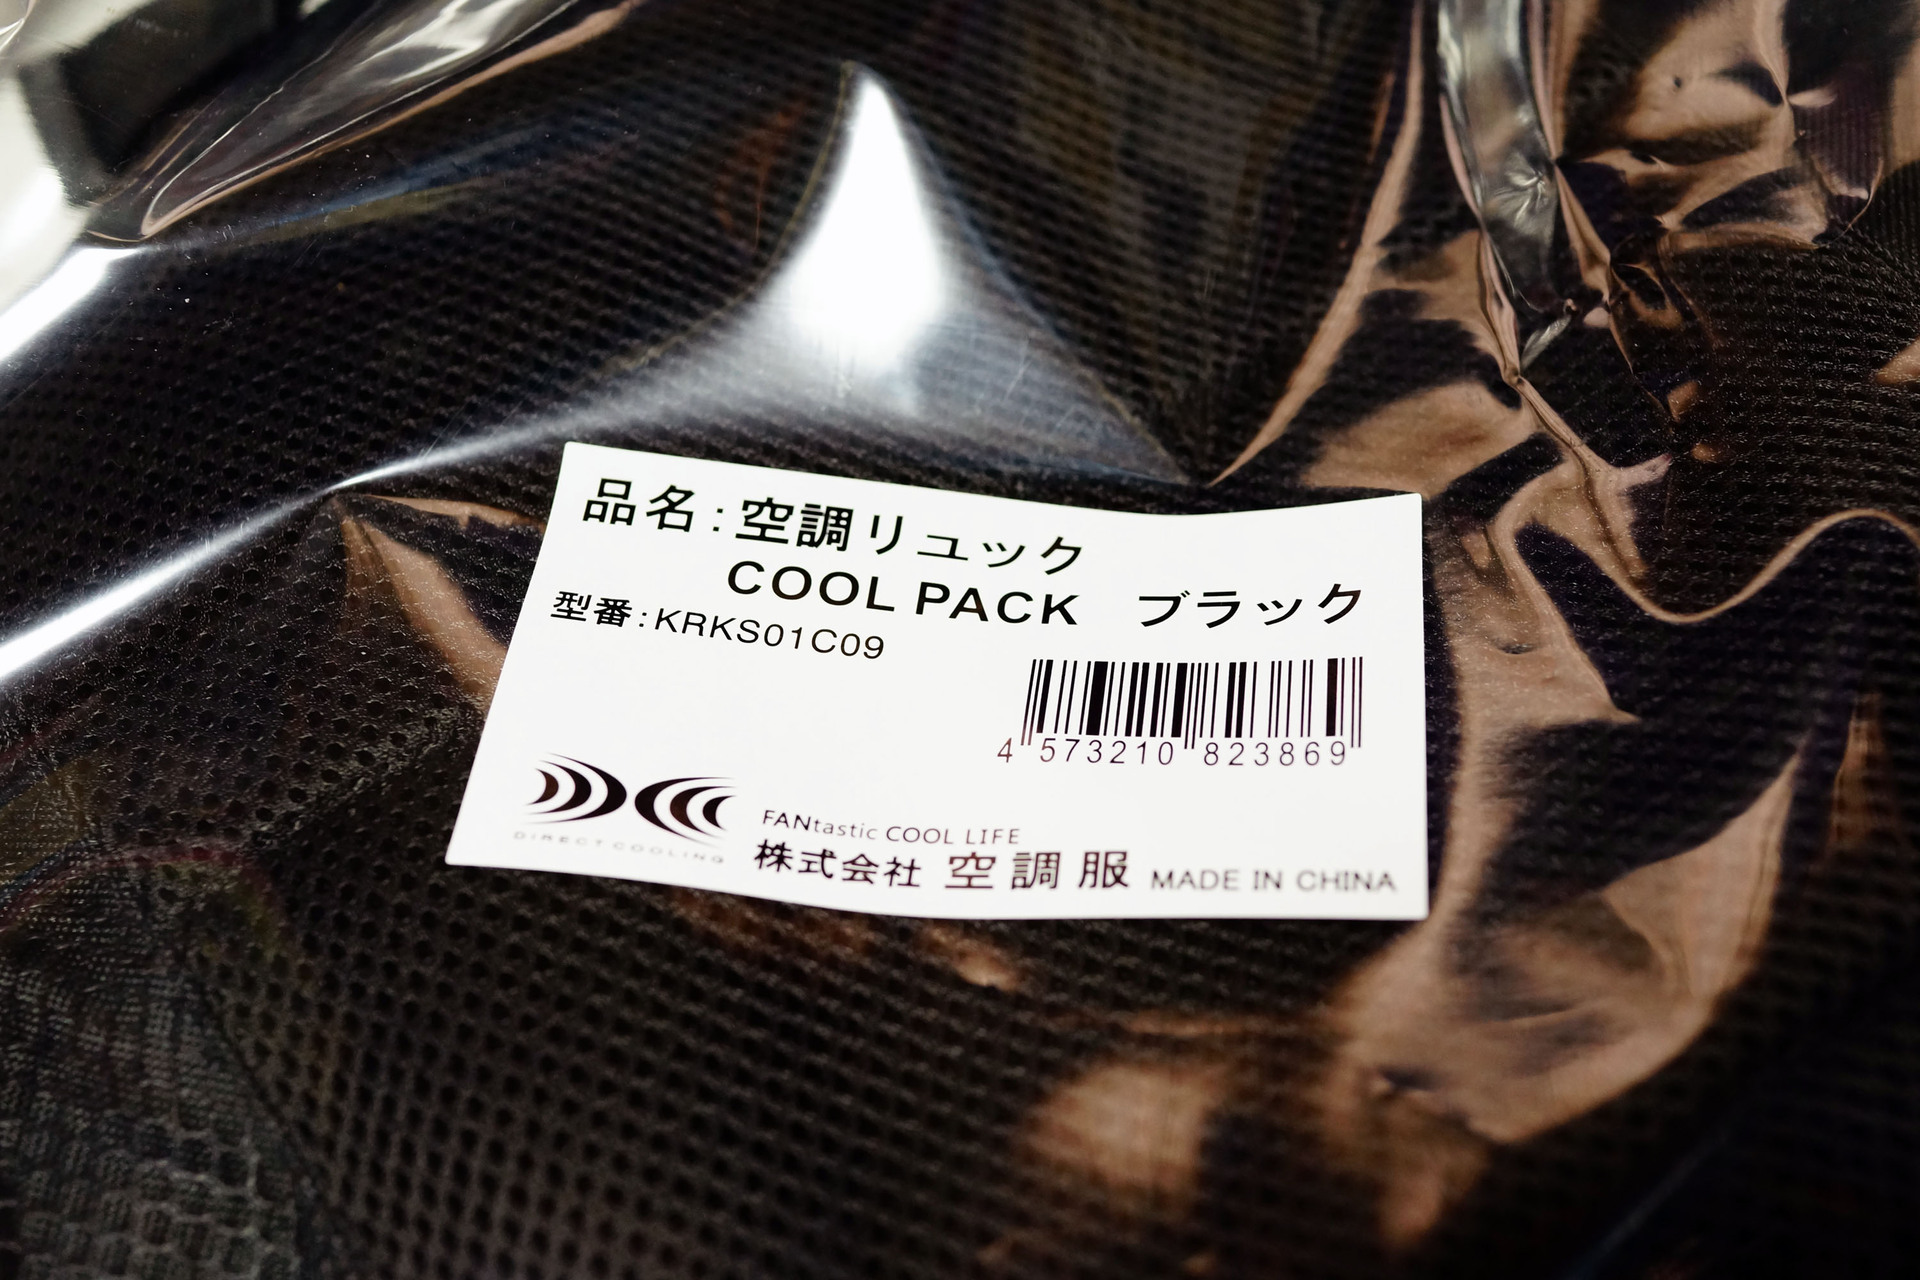 品名:空調リュック
COOL PACK ブラック
型番:KRKS01C09
4 573210 823869
DIRECT COOLING
FANtastic COOL LIFE
株式会社 空調服 MADE IN CHINA